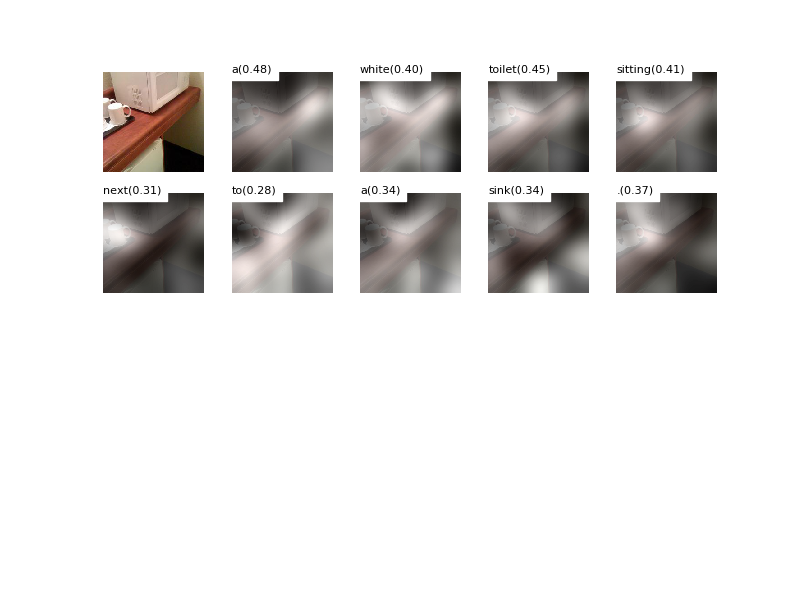 a(0.48) white(0.40) toilet(0.45) sitting(0.41)
next(0.31) to(0.28) a(0.34) sink(0.34) .(0.37)